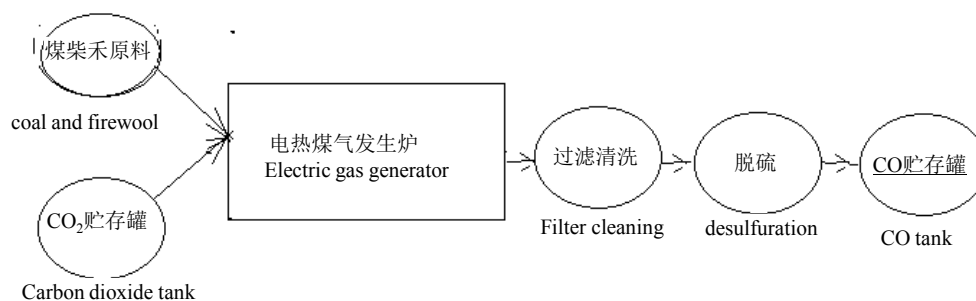 煤柴禾原料
coal and firewool
CO₂贮存罐
Carbon dioxide tank
电热煤气发生炉
Electric gas generator
过滤清洗
Filter cleaning
脱硫
desulfuration
CO贮存罐
CO tank